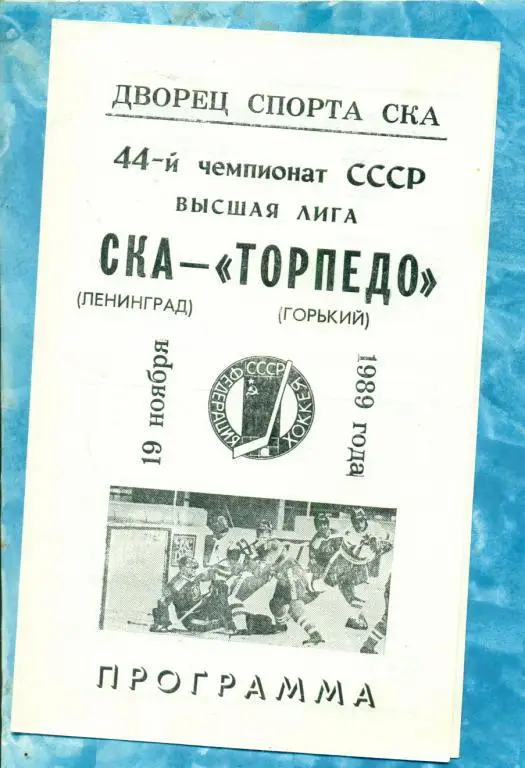 ДВОРЕЦ СПОРТА СКА
44-й чемпионат СССР
ВЫСШАЯ ЛИГА
СКА—«ТОРПЕДО»
(ЛЕНИНГРАД) (ГОРЬКИЙ)
19 ноября
ФЕДЕРАЦИЯ СССР ХОККЕЯ
1989 года
ПРОГРАММА